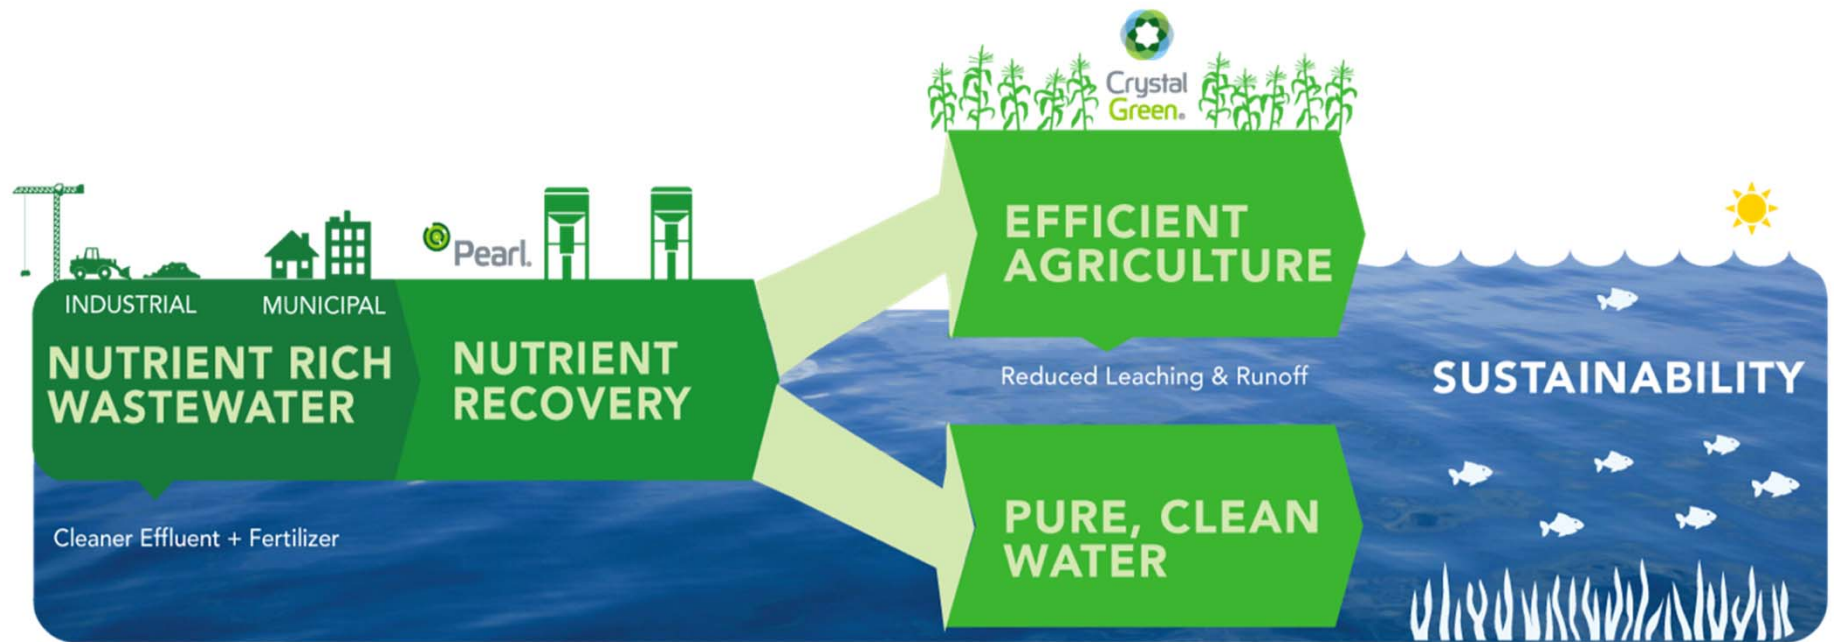 INDUSTRIAL
MUNICIPAL
NUTRIENT RICH
WASTEWATER
Cleaner Effluent + Fertilizer
Pearl.
NUTRIENT
RECOVERY
Crystal
Green®
EFFICIENT
AGRICULTURE
Reduced Leaching & Runoff
PURE, CLEAN
WATER
SUSTAINABILITY